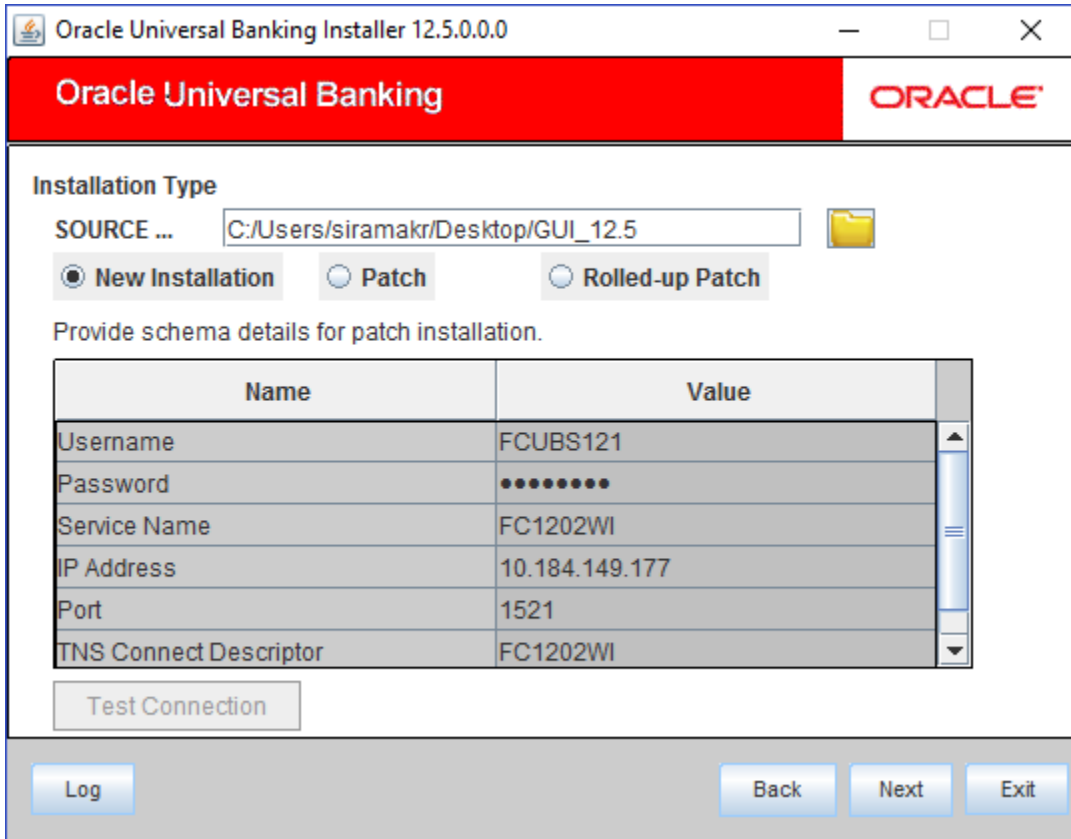 Oracle Universal Banking Installer 12.5.0.0.0
Oracle Universal Banking
ORACLE
Installation Type
SOURCE ... C:/Users/siramakr/Desktop/GUI_12.5
New Installation Patch Rolled-up Patch
Provide schema details for patch installation.
Name Value
Username FCUBS121
Password ••••••••
Service Name FC1202WI
IP Address 10.184.149.177
Port 1521
TNS Connect Descriptor FC1202WI
Test Connection
Log Back Next Exit